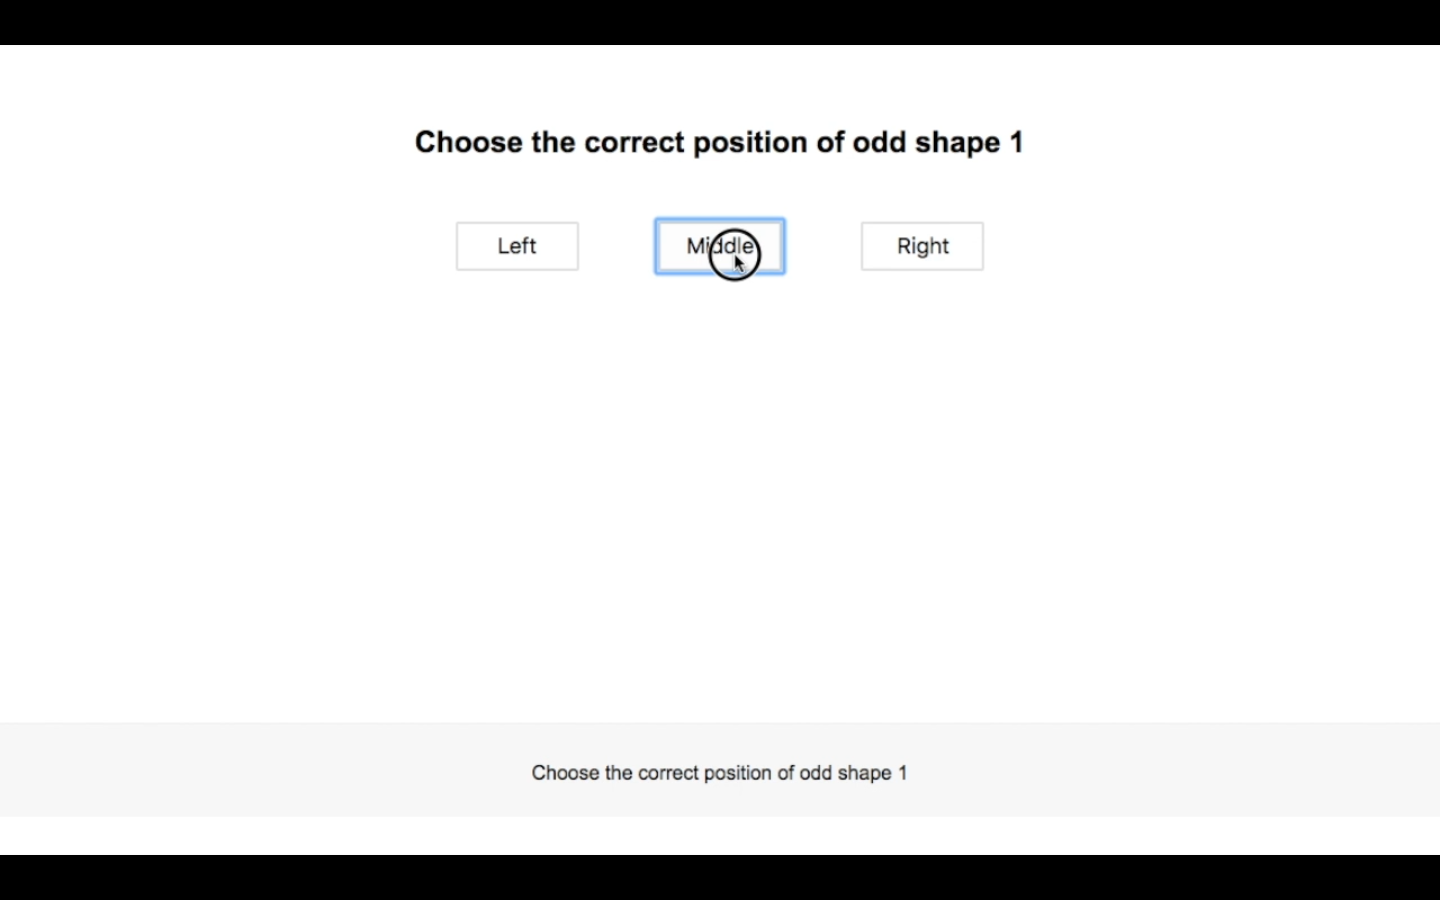 Choose the correct position of odd shape 1
Left
Middle
Right
Choose the correct position of odd shape 1